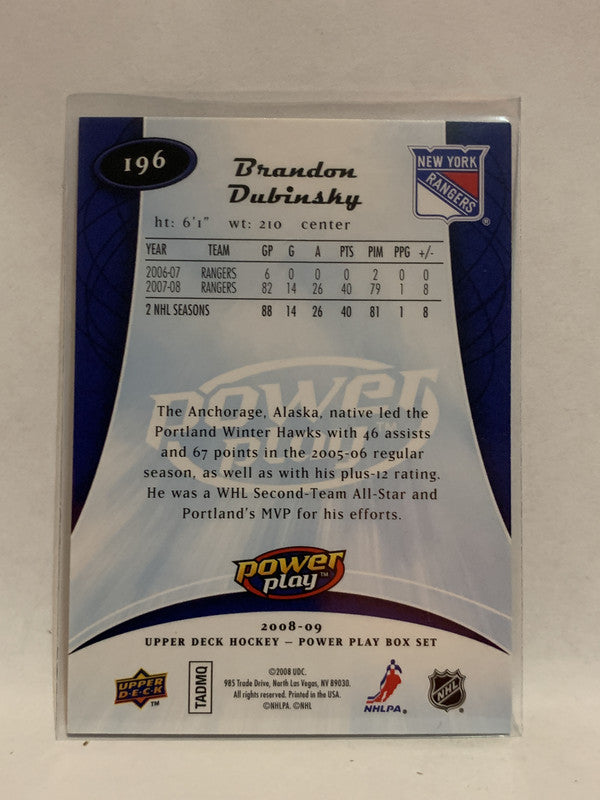 196
Brandon
Dubinsky
NEW YORK
RANGERS
®
ht: 6'1" wt: 210 center
YEAR TEAM GP G A PTS PIM PPG +/-
2006-07 RANGERS 6 0 0 0 2 0 0
2007-08 RANGERS 82 14 26 40 79 1 8
2 NHL SEASONS 88 14 26 40 81 1 8
power
play
The Anchorage, Alaska, native led the
Portland Winter Hawks with 46 assists
and 67 points in the 2005-06 regular
season, as well as with his plus-12 rating.
He was a WHL Second-Team All-Star and
Portland's MVP for his efforts.
power
play™
2008-09
UPPER DECK HOCKEY – POWER PLAY BOX SET
UPPER
DECK
TM
TADMQ
©2008 UDC.
985 Trade Drive, North Las Vegas, NV 89030.
All rights reserved. Printed in the USA.
©NHLPA. ©NHL
NHLPA.®
NHL